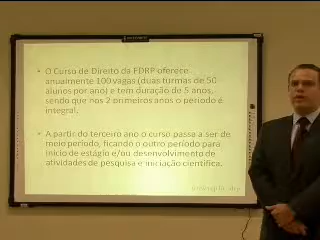 • O Curso de Direito da FDRP oferece
anualmente 100 vagas (duas turmas de 50
alunos por ano) e tem duração de 5 anos,
sendo que nos 2 primeiros anos o período é
integral.
• A partir do terceiro ano o curso passa a ser de
meio período, ficando o outro período para
início de estágio e/ou desenvolvimento de
atividades de pesquisa e iniciação científica.